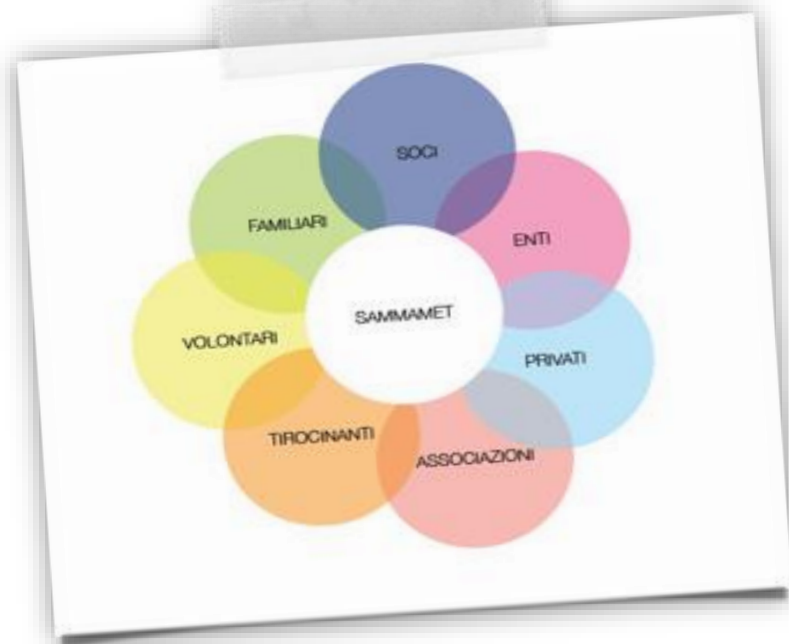 SOCI
FAMILIARI
ENTI
SAMMAMET
VOLONTARI
PRIVATI
TIROCINANTI
ASSOCIAZIONI